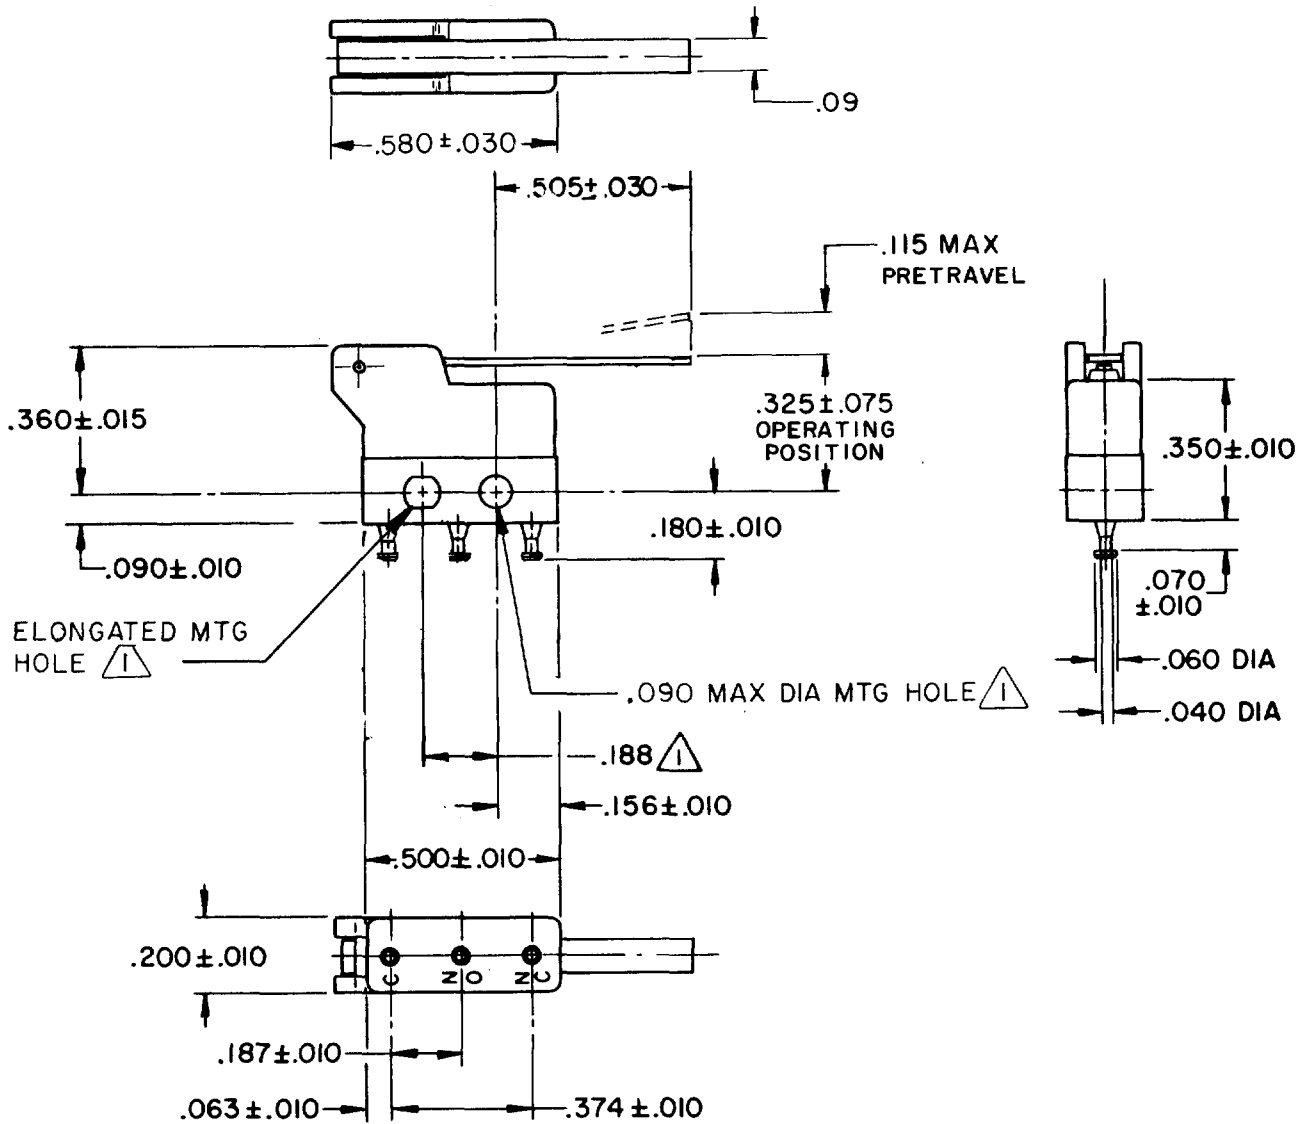 .09
.580±.030
.505±.030
.115 MAX
PRETRAVEL
.360±.015
.325±.075
OPERATING
POSITION
.350±.010
.180±.010
.090±.010
.070
±.010
ELONGATED MTG
HOLE 1
.060 DIA
.090 MAX DIA MTG HOLE 1
.040 DIA
.188 1
.156±.010
.500±.010
.200±.010
C
NO
NC
.187±.010
.063±.010
.374±.010